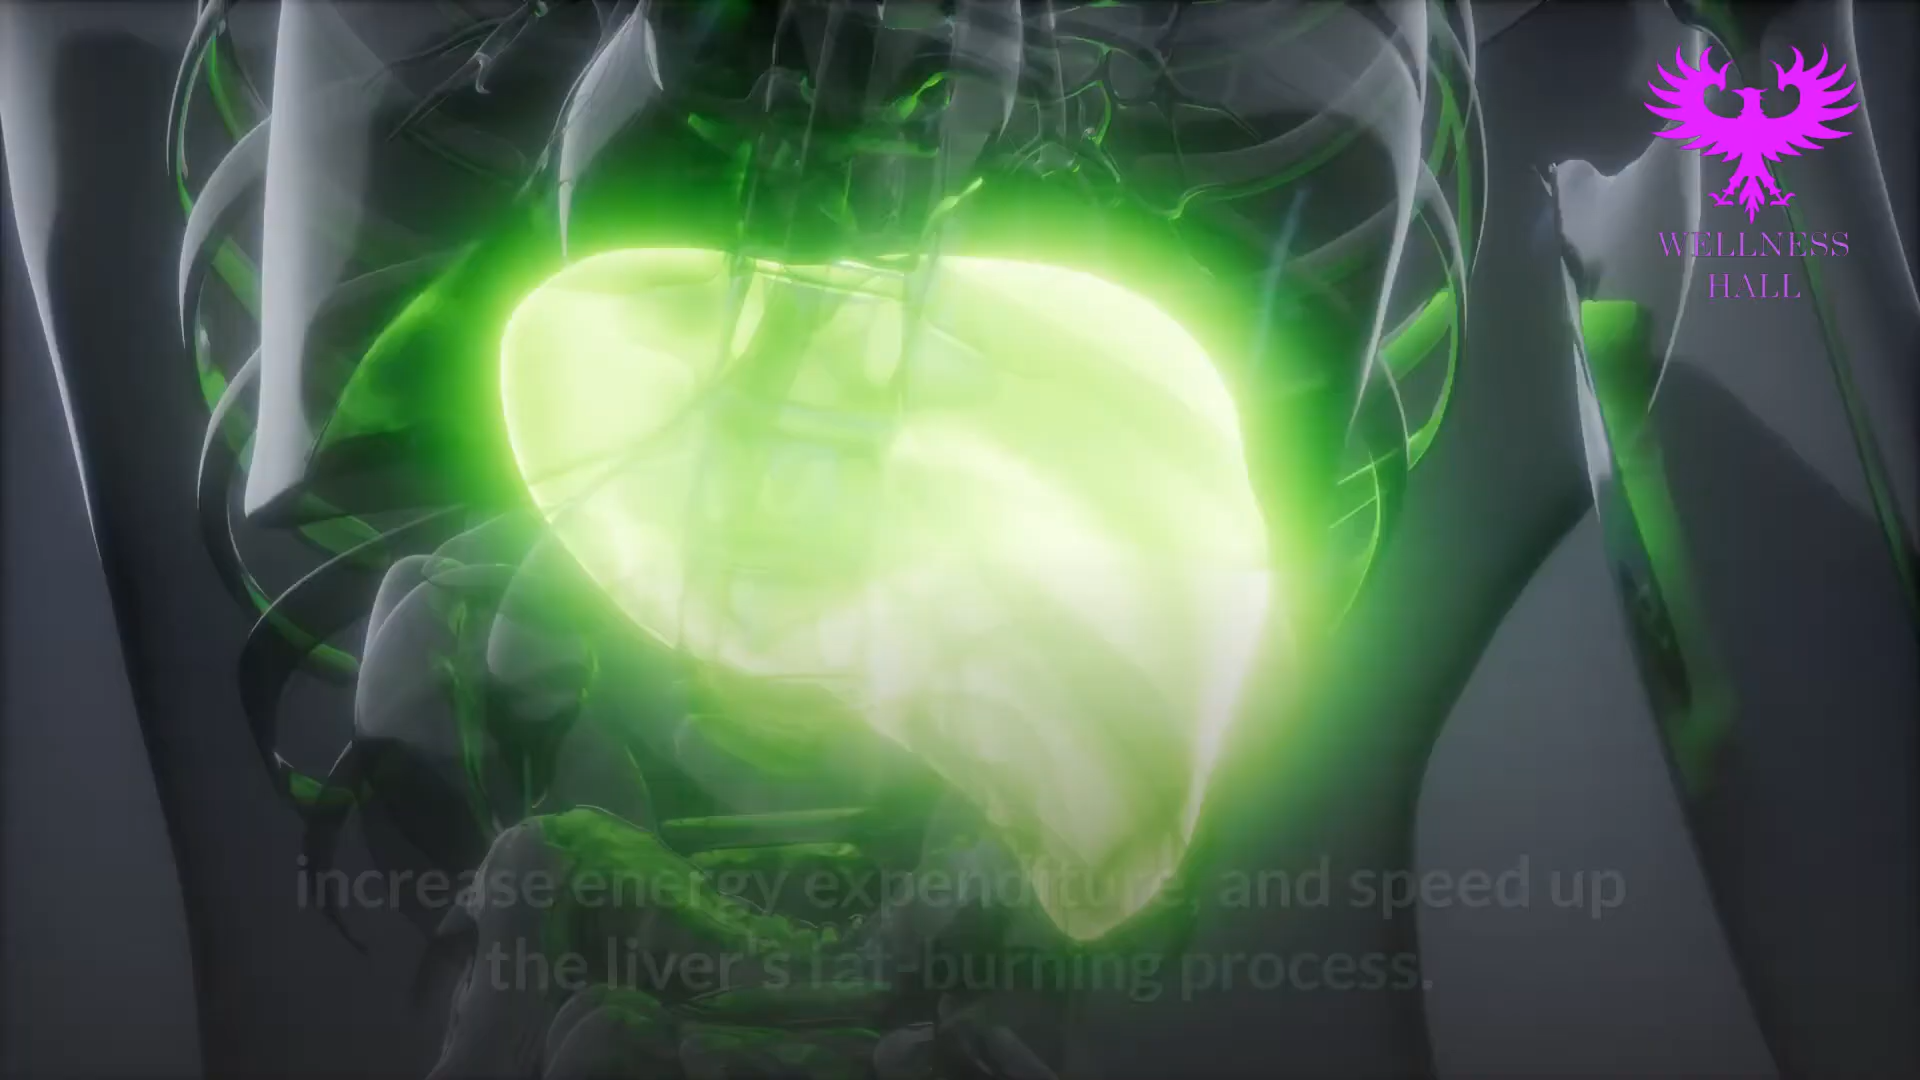 WELLNESS
HALL
increase energy expenditure, and speed up
the liver's fat-burning process.